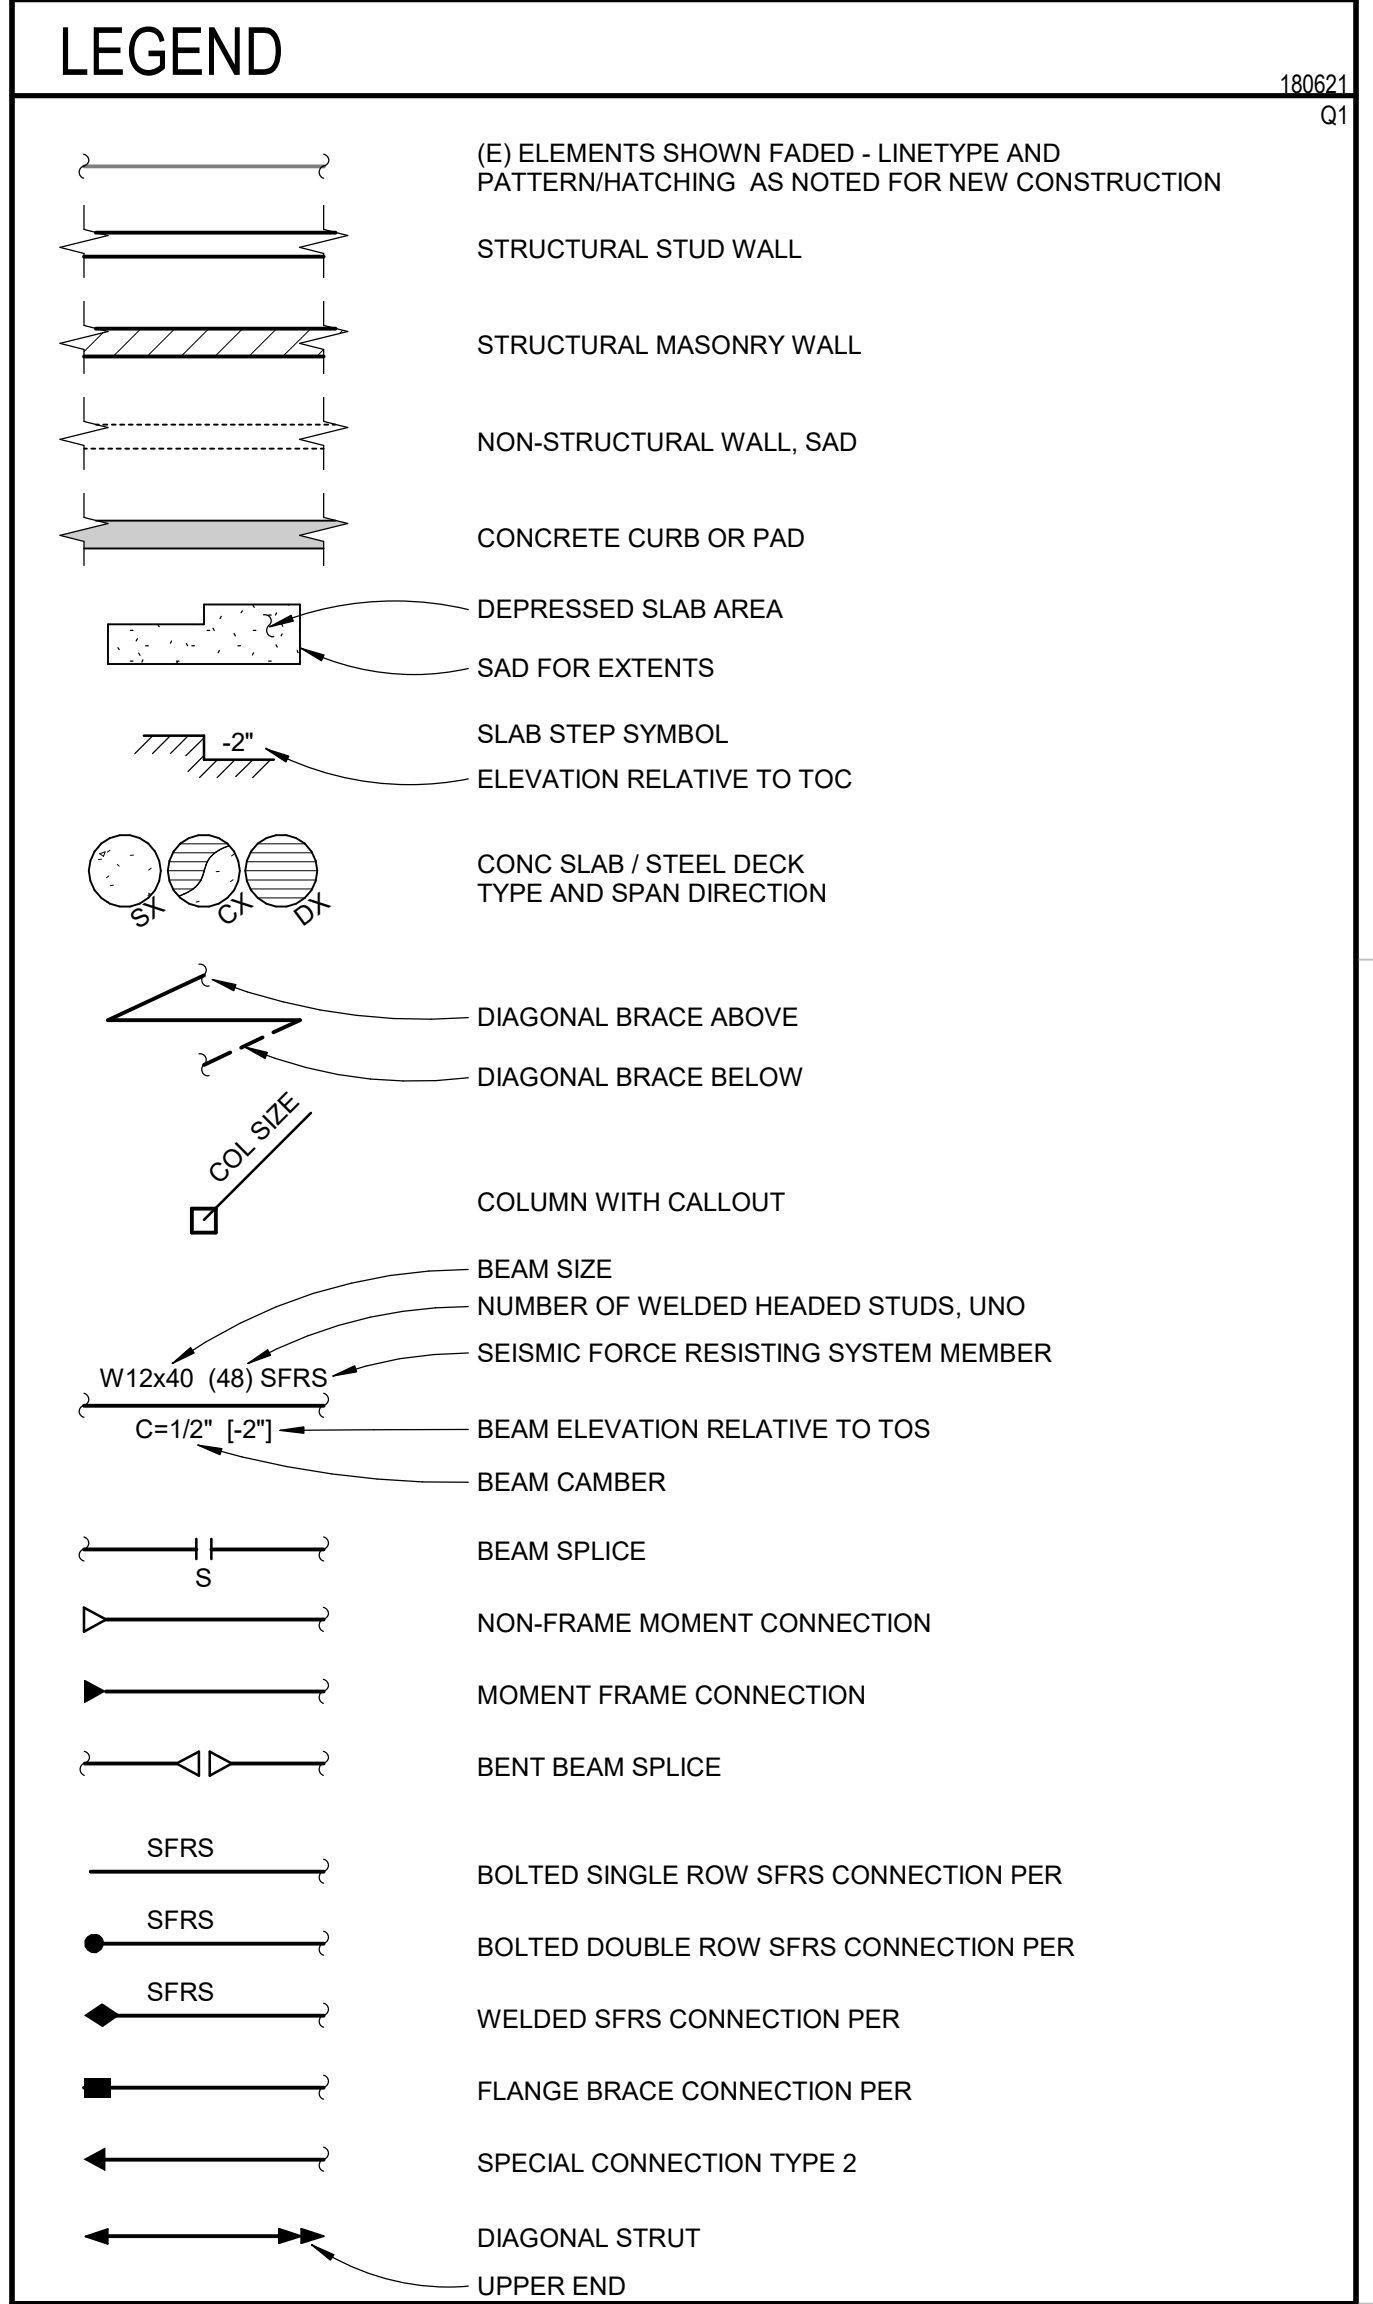 LEGEND
180621
Q1
(E) ELEMENTS SHOWN FADED - LINETYPE AND
PATTERN/HATCHING AS NOTED FOR NEW CONSTRUCTION
STRUCTURAL STUD WALL
STRUCTURAL MASONRY WALL
NON-STRUCTURAL WALL, SAD
CONCRETE CURB OR PAD
DEPRESSED SLAB AREA
SAD FOR EXTENTS
-2"
SLAB STEP SYMBOL
ELEVATION RELATIVE TO TOC
SX CX DX
CONC SLAB / STEEL DECK
TYPE AND SPAN DIRECTION
DIAGONAL BRACE ABOVE
DIAGONAL BRACE BELOW
COL SIZE
COLUMN WITH CALLOUT
BEAM SIZE
NUMBER OF WELDED HEADED STUDS, UNO
SEISMIC FORCE RESISTING SYSTEM MEMBER
W12x40 (48) SFRS
C=1/2" [-2"]
BEAM ELEVATION RELATIVE TO TOS
BEAM CAMBER
BEAM SPLICE
S
NON-FRAME MOMENT CONNECTION
MOMENT FRAME CONNECTION
BENT BEAM SPLICE
SFRS
BOLTED SINGLE ROW SFRS CONNECTION PER
SFRS
BOLTED DOUBLE ROW SFRS CONNECTION PER
SFRS
WELDED SFRS CONNECTION PER
FLANGE BRACE CONNECTION PER
SPECIAL CONNECTION TYPE 2
DIAGONAL STRUT
UPPER END